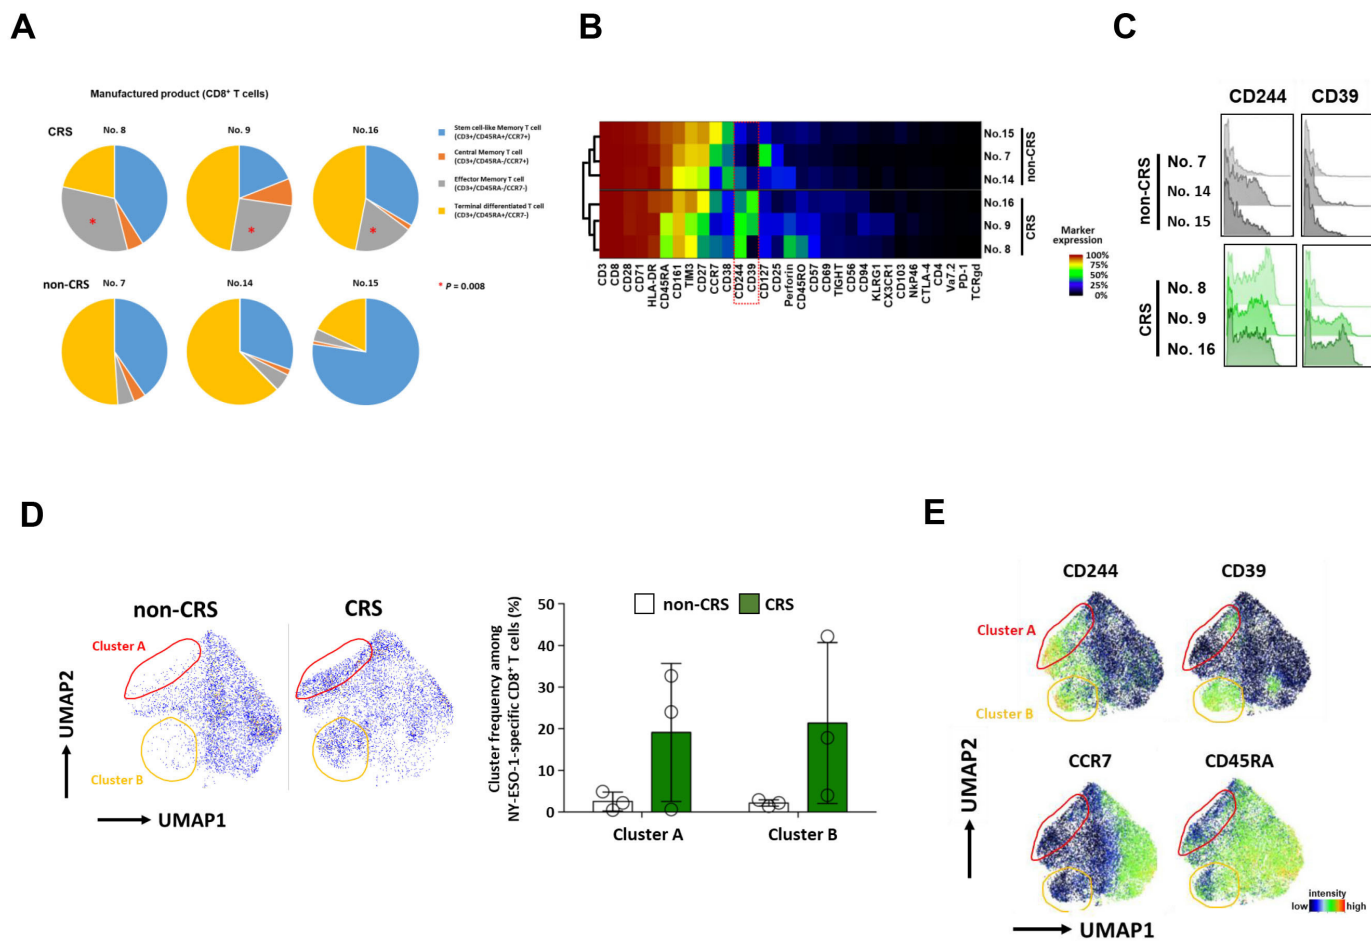 A
B
C
Manufactured product (CD8⁺ T cells)
CRS
No. 8
No. 9
No.16
Stem cell-like Memory T cell
(CD3+/CD45RA+/CCR7+)
Central Memory T cell
(CD3+/CD45RA-/CCR7+)
Effector Memory T cell
(CD3+/CD45RA-/CCR7-)
Terminal differentiated T cell
(CD3+/CD45RA+/CCR7-)
*
*
*
non-CRS
No. 7
No.14
No.15
* P = 0.008
No.15
No. 7
No.14
non-CRS
No.16
No. 9
No. 8
CRS
CD3
CD8
CD28
CD71
HLA-DR
CD45RA
CD161
TIM3
CD27
CCR7
CD38
CD244
CD39
CD127
CD25
Perforin
CD45RO
CD57
CD69
TIGHT
CD56
CD94
KLRG1
CX3CR1
CD103
NKp46
CTLA-4
CD4
Va7.2
PD-1
TCRgd
Marker
expression
100%
75%
50%
25%
0%
CD244
CD39
non-CRS
No. 7
No. 14
No. 15
CRS
No. 8
No. 9
No. 16
D
E
non-CRS
CRS
Cluster A
Cluster B
UMAP2
UMAP1
Cluster frequency among
NY-ESO-1-specific CD8⁺ T cells (%)
50
40
30
20
10
0
non-CRS
CRS
Cluster A
Cluster B
CD244
CD39
Cluster A
Cluster B
CCR7
CD45RA
UMAP2
UMAP1
intensity
low
high